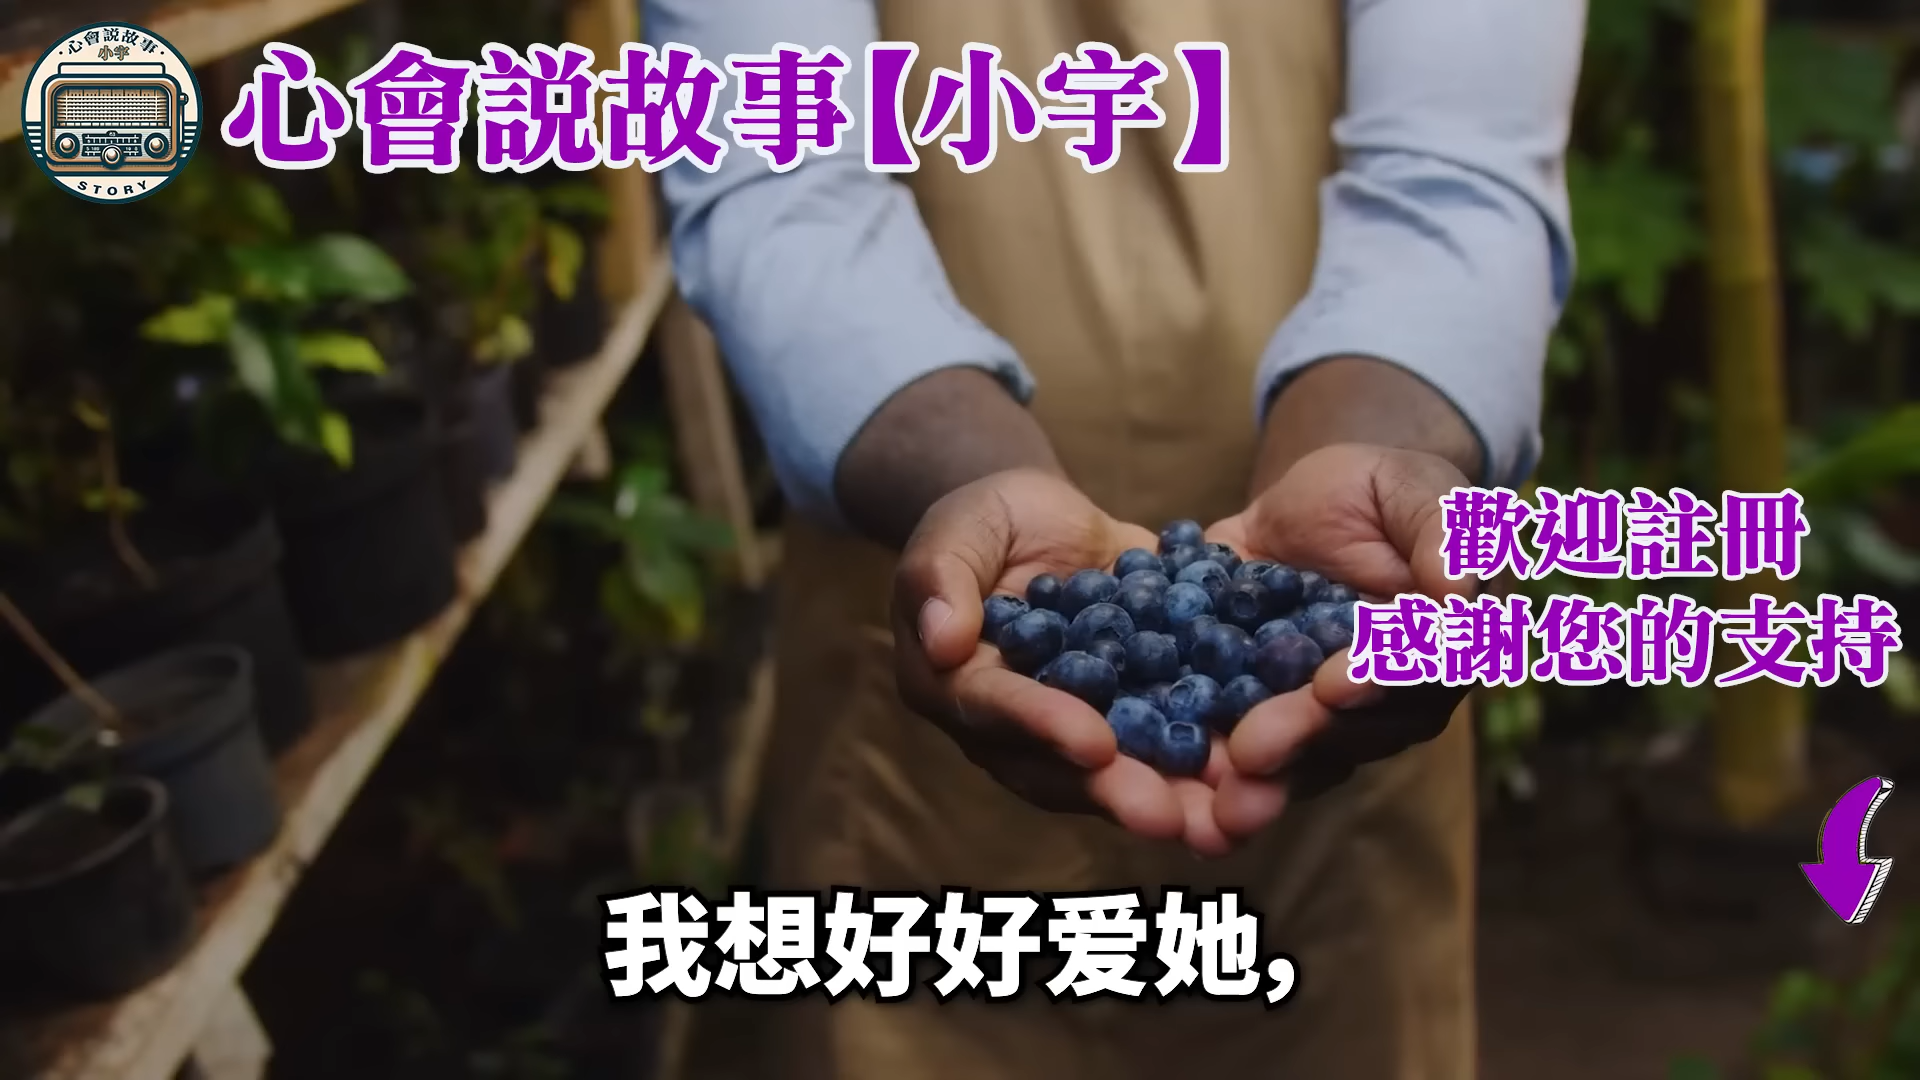 心會説故事
小宇
STORY
心會説故事【小宇】
歡迎註冊
感謝您的支持
我想好好爱她,